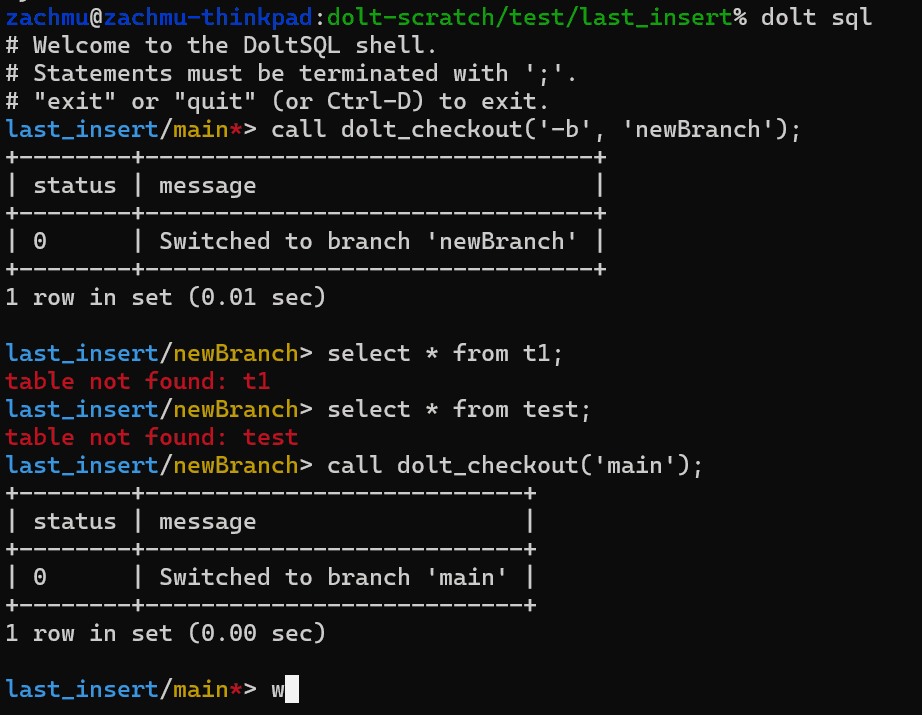 zachmu@zachmu-thinkpad:dolt-scratch/test/last_insert% dolt sql
# Welcome to the DoltSQL shell.
# Statements must be terminated with ';'.
# "exit" or "quit" (or Ctrl-D) to exit.
last_insert/main*> call dolt_checkout('-b', 'newBranch');
+--------+--------------------------------+
| status | message                        |
+--------+--------------------------------+
| 0      | Switched to branch 'newBranch' |
+--------+--------------------------------+
1 row in set (0.01 sec)

last_insert/newBranch> select * from t1;
table not found: t1
last_insert/newBranch> select * from test;
table not found: test
last_insert/newBranch> call dolt_checkout('main');
+--------+---------------------------+
| status | message                   |
+--------+---------------------------+
| 0      | Switched to branch 'main' |
+--------+---------------------------+
1 row in set (0.00 sec)

last_insert/main*> w